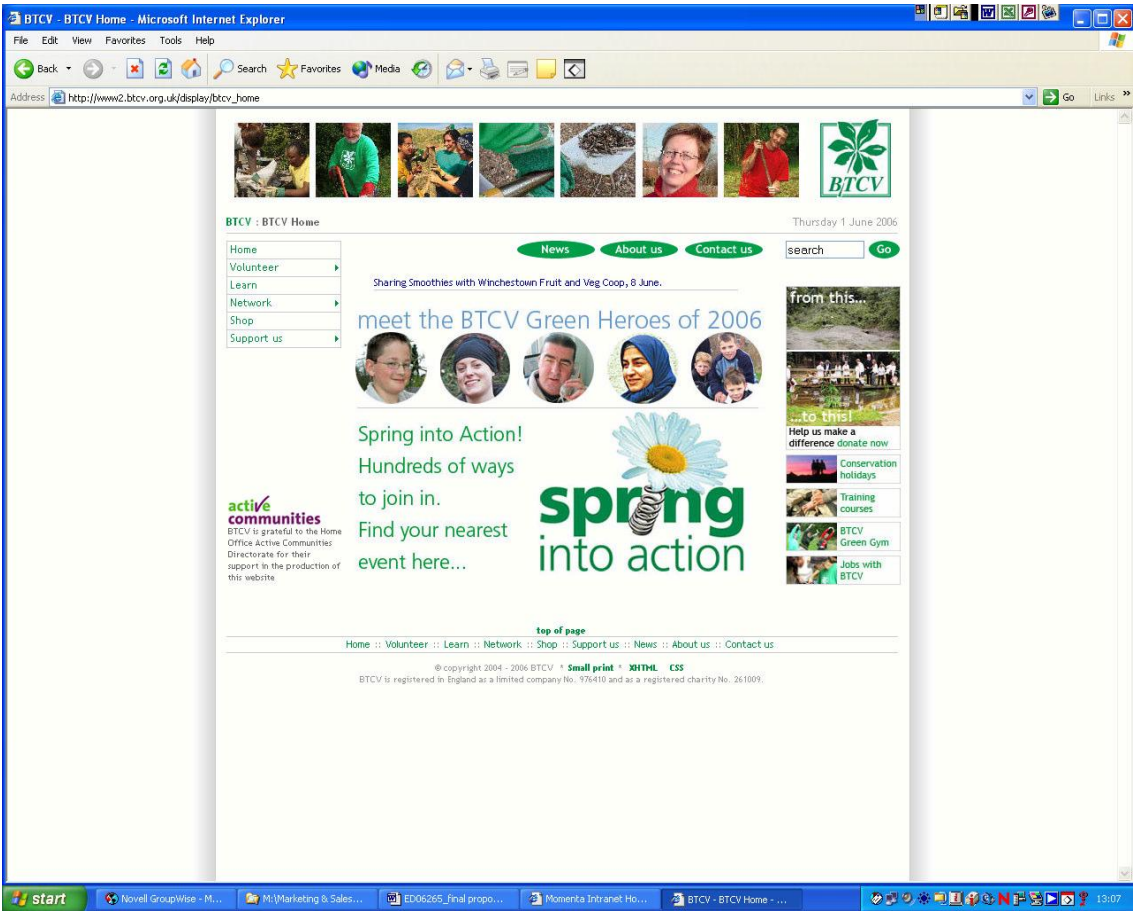 BTCV - BTCV Home - Microsoft Internet Explorer
File Edit View Favorites Tools Help
Back Search Favorites Media
Address http://www2.btcv.org.uk/display/btcv_home Go Links »
BTCV
BTCV : BTCV Home Thursday 1 June 2006
Home
Volunteer
Learn
Network
Shop
Support us
News About us Contact us search Go
Sharing Smoothies with Winchestown Fruit and Veg Coop, 8 June.
meet the BTCV Green Heroes of 2006
Spring into Action!
Hundreds of ways
to join in.
Find your nearest
event here...
spring
into action
from this...
...to this!
Help us make a
difference donate now
Conservation
holidays
Training
courses
BTCV
Green Gym
Jobs with
BTCV
active
communities
BTCV is grateful to the Home
Office Active Communities
Directorate for their
support in the production of
this website
top of page
Home :: Volunteer :: Learn :: Network :: Shop :: Support us :: News :: About us :: Contact us
© copyright 2004 - 2006 BTCV * Small print * XHTML CSS
BTCV is registered in England as a limited company No. 976410 and as a registered charity No. 261009.
start Novell GroupWise - M... M:\Marketing & Sales... ED06265_final propo... Momenta Intranet Ho... BTCV - BTCV Home - ... 13:07